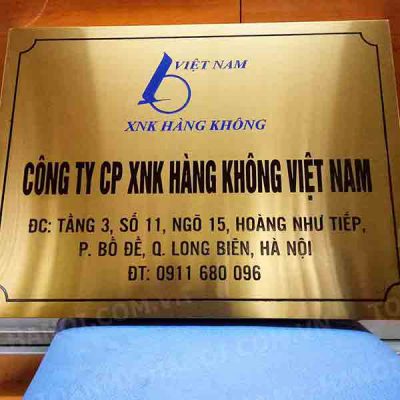 VIỆT NAM
XNK HÀNG KHÔNG
CÔNG TY CP XNK HÀNG KHÔNG VIỆT NAM
ĐC: TẦNG 3, SỐ 11, NGÕ 15, HOÀNG NHƯ TIẾP,
P. BỒ ĐỀ, Q. LONG BIÊN, HÀ NỘI
ĐT: 0911 680 096